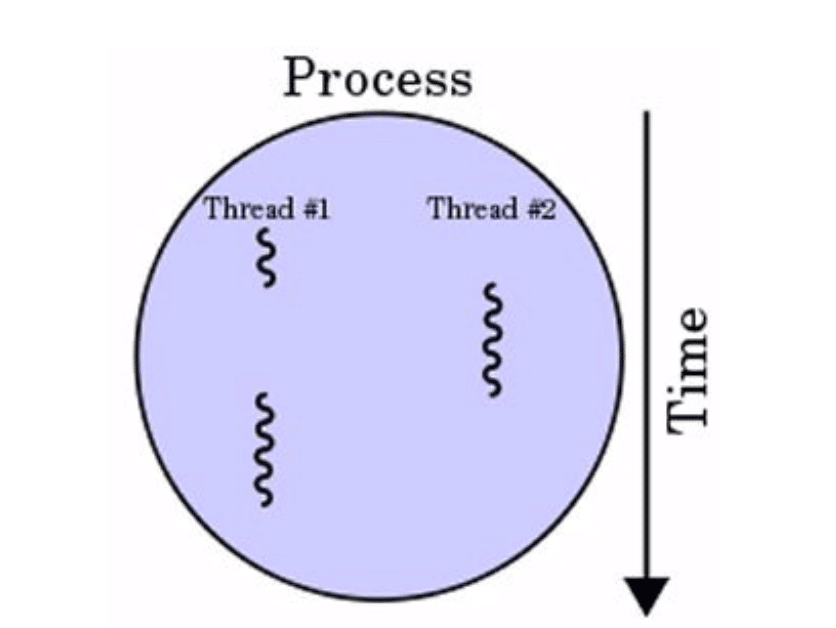 Process
Thread #1
Thread #2
Time